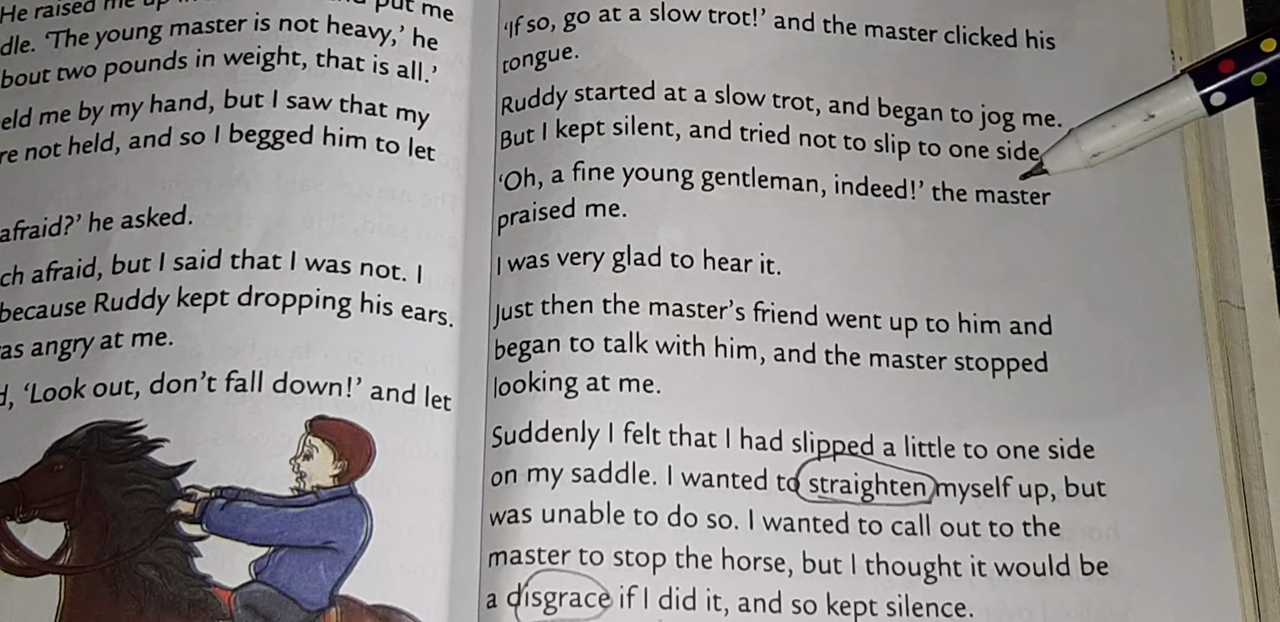 He raised me up put me
dle. 'The young master is not heavy,' he
bout two pounds in weight, that is all.'
eld me by my hand, but I saw that my
re not held, and so I begged him to let
afraid?' he asked.
ch afraid, but I said that I was not. I
because Ruddy kept dropping his ears.
as angry at me.
d, 'Look out, don't fall down!' and let
'If so, go at a slow trot!' and the master clicked his
tongue.
Ruddy started at a slow trot, and began to jog me.
But I kept silent, and tried not to slip to one side.
'Oh, a fine young gentleman, indeed!' the master
praised me.
I was very glad to hear it.
Just then the master's friend went up to him and
began to talk with him, and the master stopped
looking at me.
Suddenly I felt that I had slipped a little to one side
on my saddle. I wanted to straighten myself up, but
was unable to do so. I wanted to call out to the
master to stop the horse, but I thought it would be
a disgrace if I did it, and so kept silence.